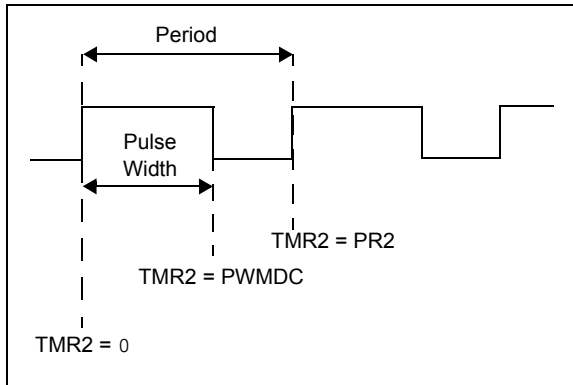 Period
Pulse
Width
TMR2 = PR2
TMR2 = PWMDC
TMR2 = 0